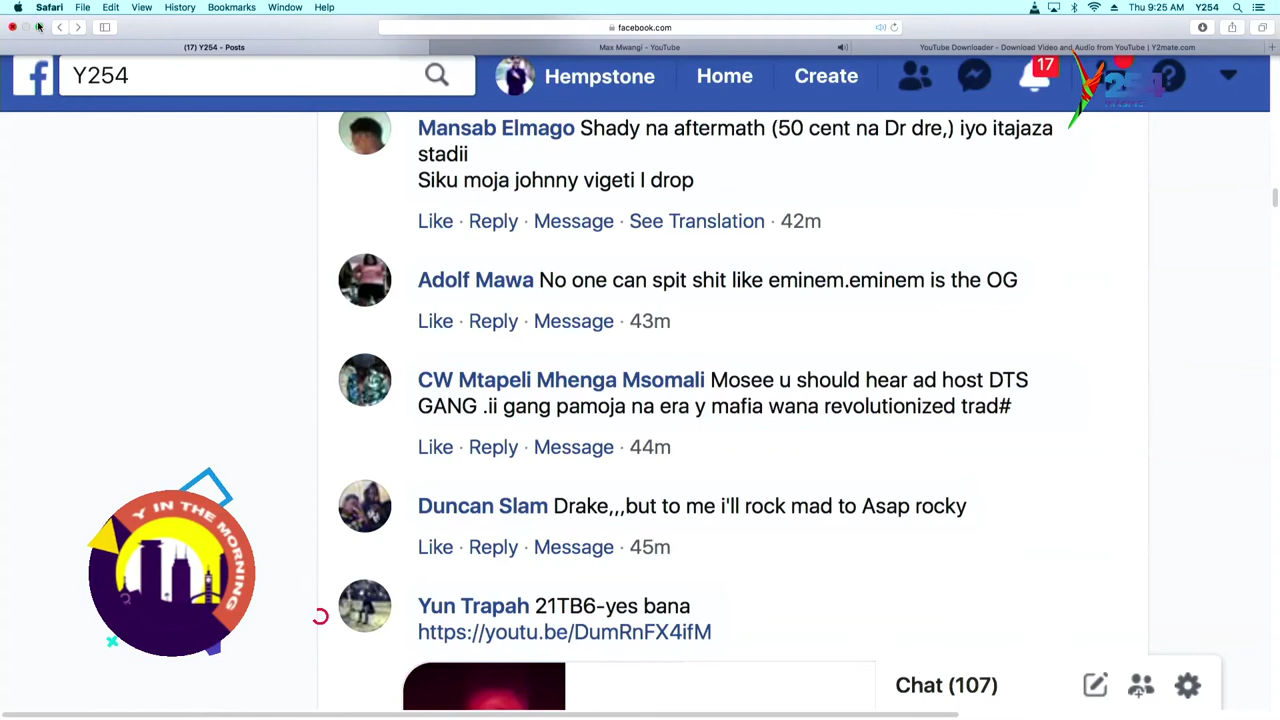 Safari File Edit View History Bookmarks Window Help Thu 9:25 AM Y254
facebook.com
(17) Y254 - Posts Max Mwangi - YouTube YouTube Downloader - Download Video and Audio from YouTube | Y2mate.com
Y254 Hempstone Home Create 17
Mansab Elmago Shady na aftermath (50 cent na Dr dre,) iyo itajaza
stadii
Siku moja johnny vigeti I drop
Like · Reply · Message · See Translation · 42m
Adolf Mawa No one can spit shit like eminem.eminem is the OG
Like · Reply · Message · 43m
CW Mtapeli Mhenga Msomali Mosee u should hear ad host DTS
GANG .ii gang pamoja na era y mafia wana revolutionized trad#
Like · Reply · Message · 44m
Duncan Slam Drake,,,but to me i'll rock mad to Asap rocky
Like · Reply · Message · 45m
Y IN THE MORNING
Yun Trapah 21TB6-yes bana
https://youtu.be/DumRnFX4ifM
Chat (107)